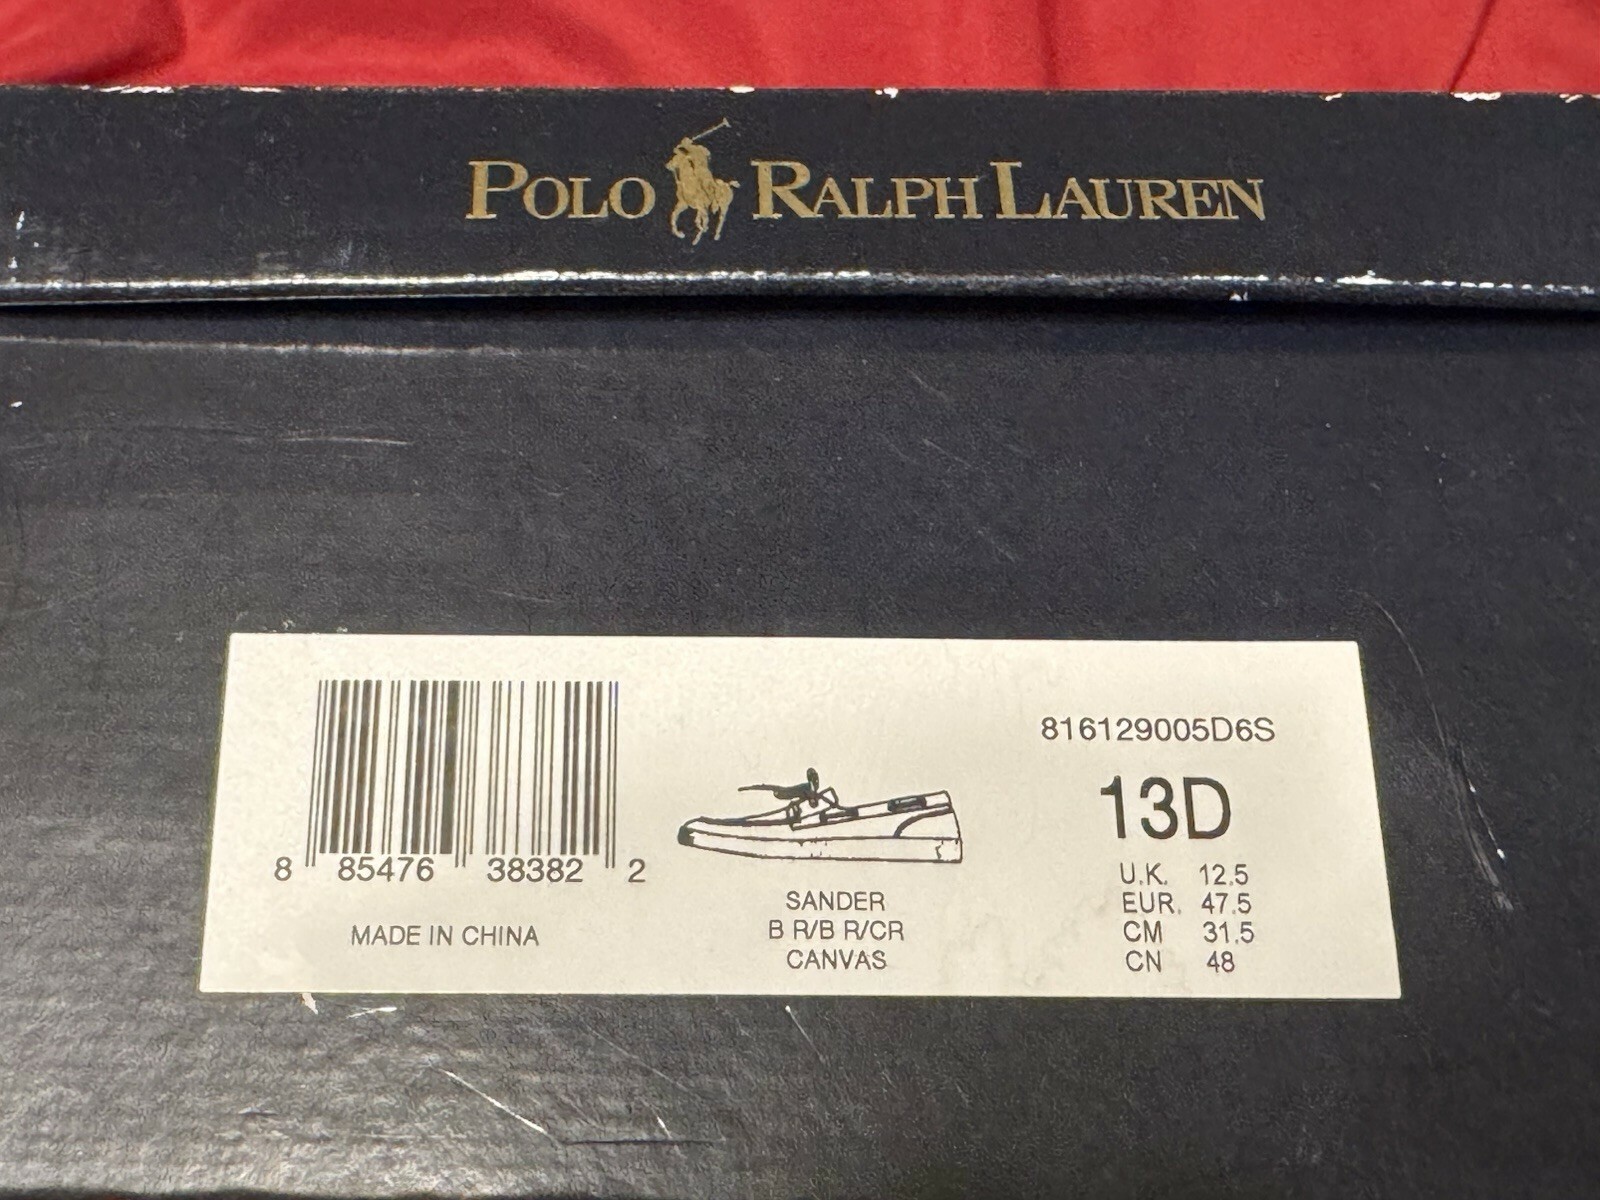 POLO RALPH LAUREN
816129005D6S
13D
U.K. 12.5
EUR. 47.5
CM 31.5
CN 48
8 85476 38382 2
MADE IN CHINA
SANDER
B R/B R/CR
CANVAS